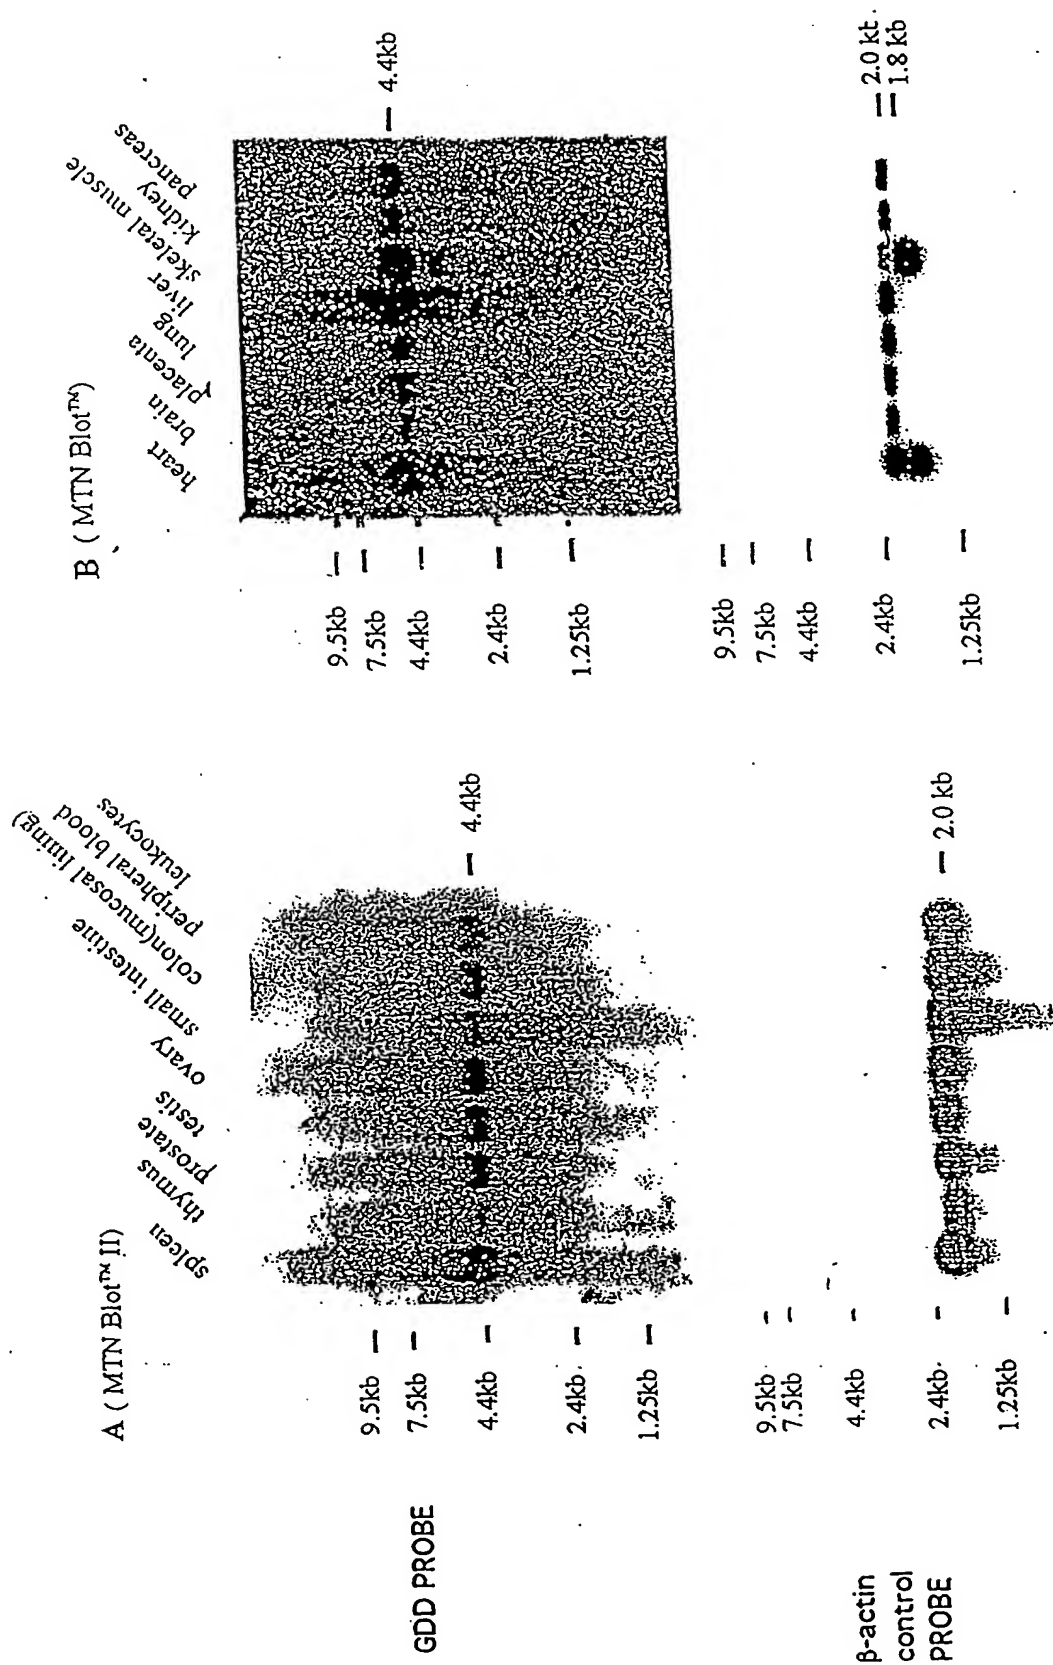 A ( MTN Blot™ II)
spleen
thymus
prostate
testis
ovary
small intestine
colon(mucosal lining)
peripheral blood
leukocytes
GDD PROBE
9.5kb
7.5kb
4.4kb
2.4kb
1.25kb
4.4kb
β-actin
control
PROBE
9.5kb
7.5kb
4.4kb
2.4kb
1.25kb
2.0 kb
B ( MTN Blot™)
heart
brain
placenta
lung
liver
skeletal muscle
kidney
pancreas
9.5kb
7.5kb
4.4kb
2.4kb
1.25kb
4.4kb
9.5kb
7.5kb
4.4kb
2.4kb
1.25kb
2.0 kt
1.8 kb